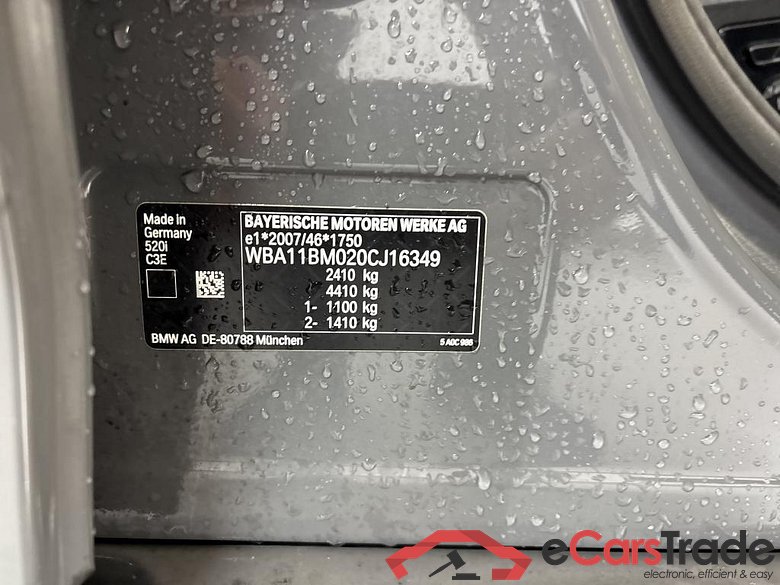 Made in
Germany
520i
C3E
BAYERISCHE MOTOREN WERKE AG
e1*2007/46*1750
WBA11BM020CJ16349
2410 kg
4410 kg
1- 1100 kg
2- 1410 kg
BMW AG DE-80788 München
5 A0C 986
eCarsTrade
electronic, efficient & easy